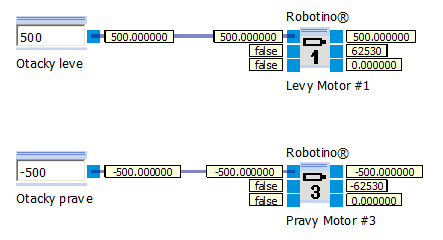 Robotino®
500
500.000000
500.000000
500.000000
false
62530
false
0.000000
1
Otacky leve
Levy Motor #1
Robotino®
-500
-500.000000
-500.000000
-500.000000
false
-62530
false
0.000000
3
Otacky prave
Pravy Motor #3